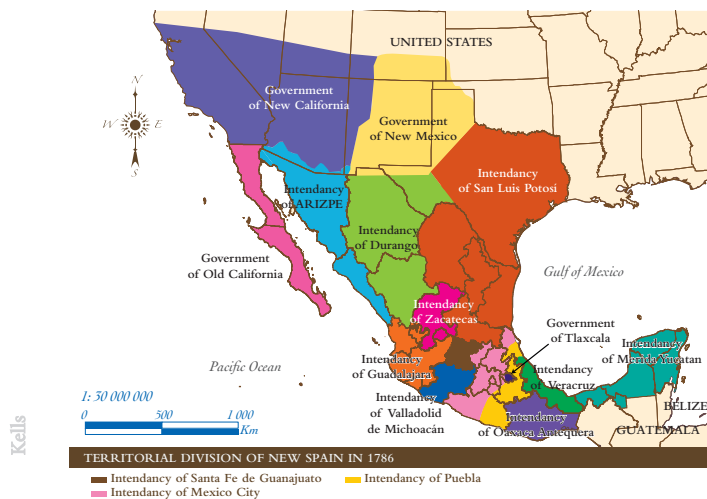 UNITED STATES
Government
of New California
Government
of New Mexico
N
W E
S
Intendancy
of San Luis Potosí
Intendancy
of ARIZPE
Intendancy
of Durango
Government
of Old California
Gulf of Mexico
Intendancy
of Zacatecas
Government
of Tlaxcala
Intendancy
of Merida Yucatan
Pacific Ocean
Intendancy
of Guadalajara
Intendancy
of Veracruz
Intendancy
of Valladolid
de Michoacán
Intendancy
of Oaxaca Antequera
BELIZE
GUATEMALA
1: 30 000 000
0 500 1 000
Km
Kells
TERRITORIAL DIVISION OF NEW SPAIN IN 1786
Intendancy of Santa Fe de Guanajuato
Intendancy of Puebla
Intendancy of Mexico City